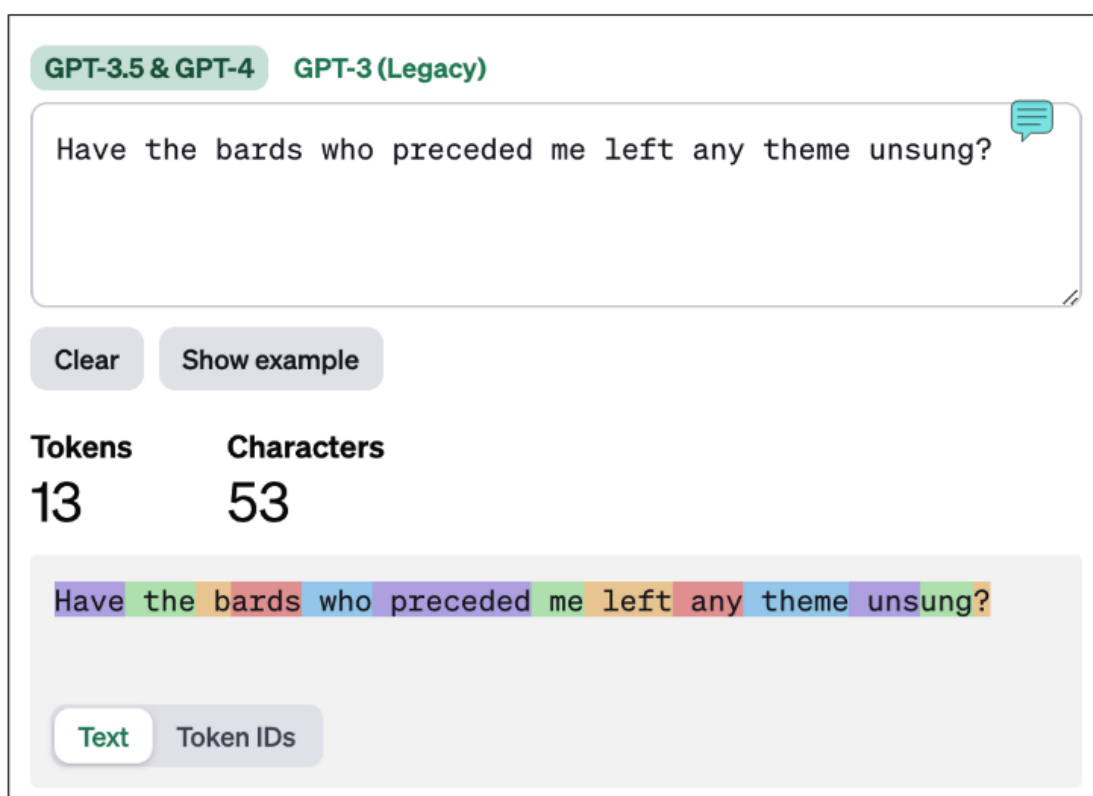 GPT-3.5 & GPT-4 GPT-3 (Legacy)
Have the bards who preceded me left any theme unsung?
Clear Show example
Tokens Characters
13 53
Have the bards who preceded me left any theme unsung?
Text Token IDs